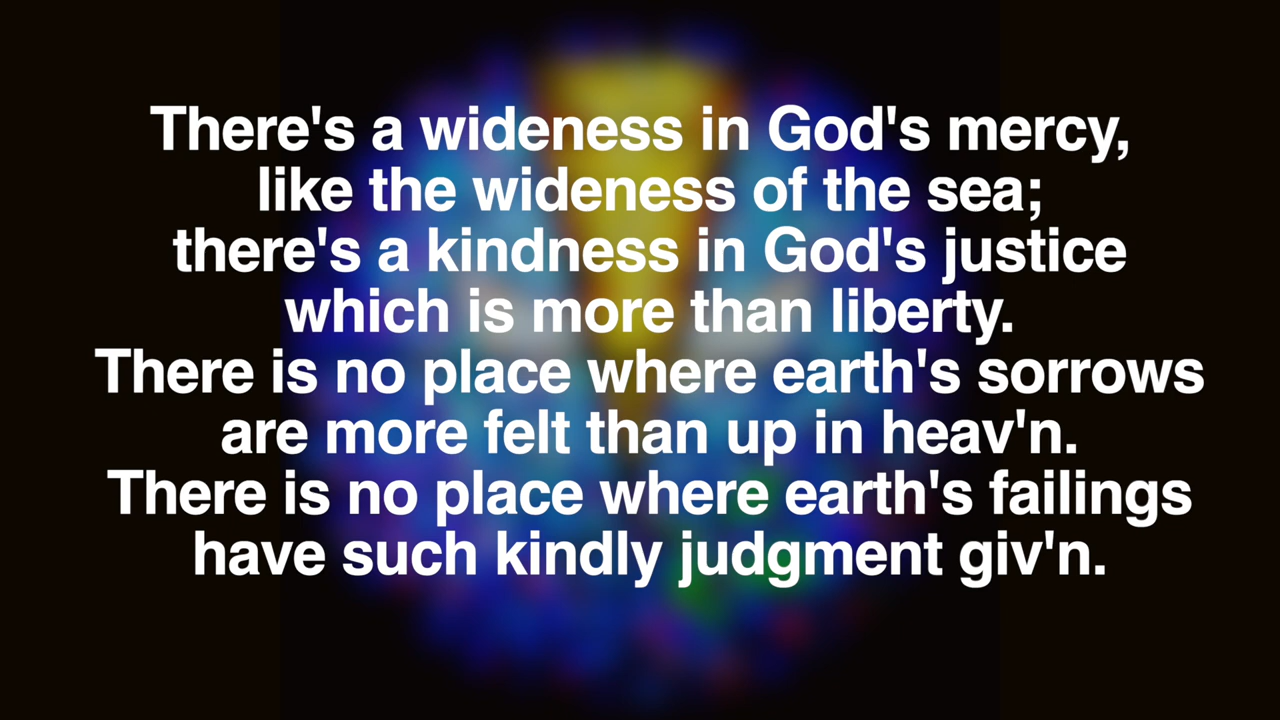 There's a wideness in God's mercy,
like the wideness of the sea;
there's a kindness in God's justice
which is more than liberty.
There is no place where earth's sorrows
are more felt than up in heav'n.
There is no place where earth's failings
have such kindly judgment giv'n.